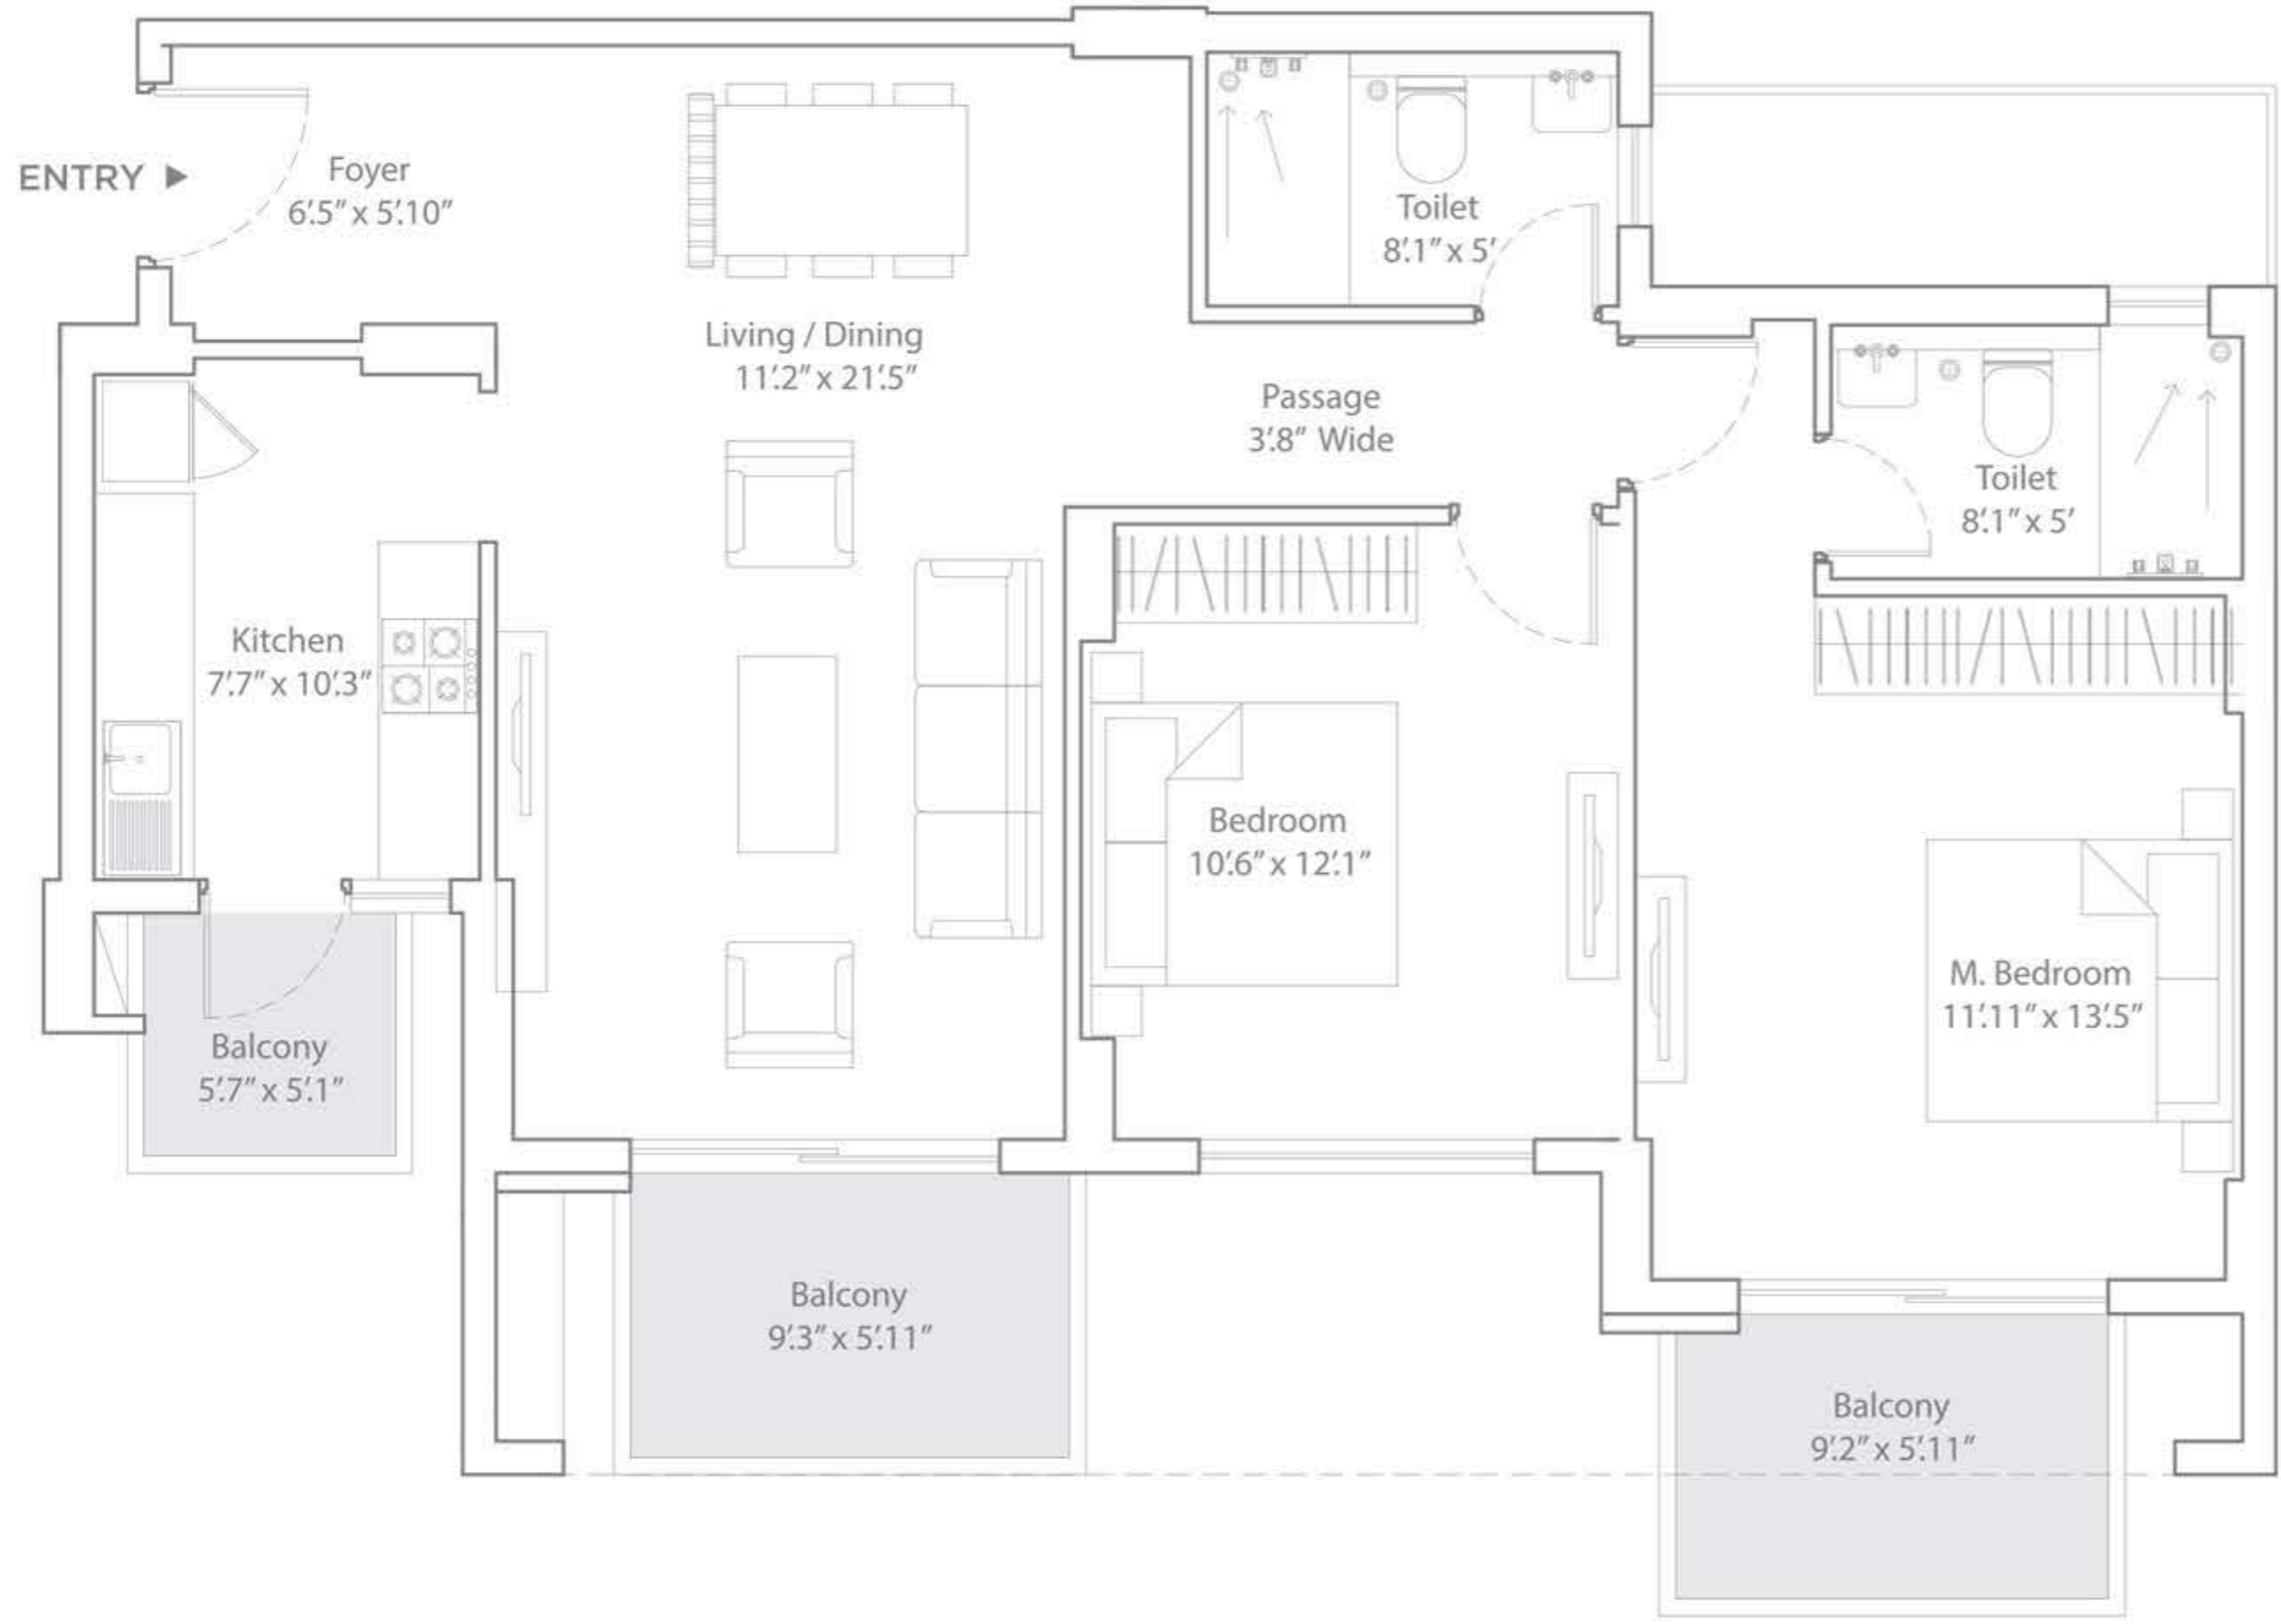 ENTRY ▶
Foyer
6'.5" x 5'.10"
Living / Dining
11'.2" x 21'.5"
Toilet
8'.1" x 5'
Passage
3'.8" Wide
Toilet
8'.1" x 5'
Kitchen
7'.7" x 10'.3"
Bedroom
10'.6" x 12'.1"
M. Bedroom
11'.11" x 13'.5"
Balcony
5'.7" x 5'.1"
Balcony
9'.3" x 5'.11"
Balcony
9'.2" x 5'.11"